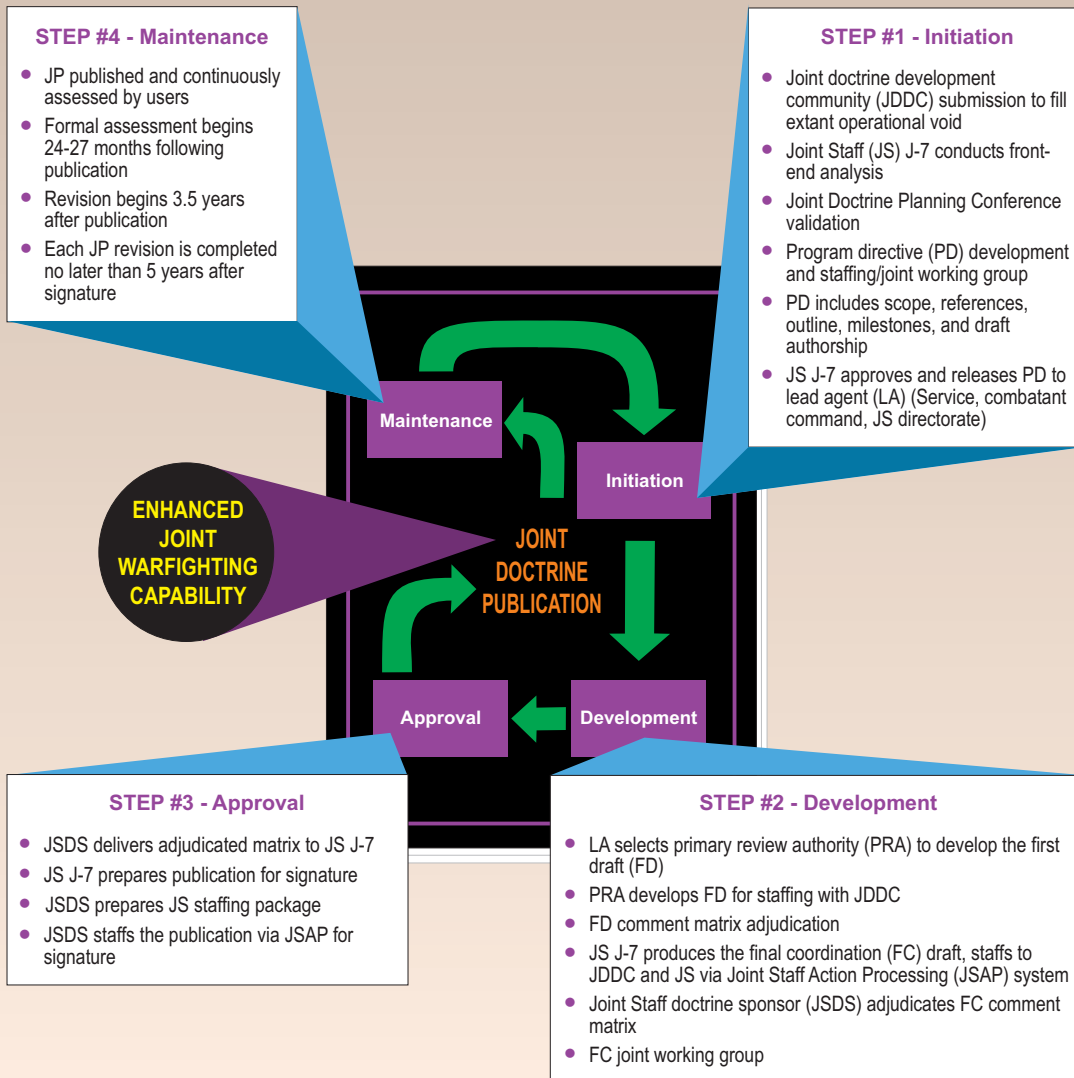 STEP #4 - Maintenance
• JP published and continuously
assessed by users
• Formal assessment begins
24-27 months following
publication
• Revision begins 3.5 years
after publication
• Each JP revision is completed
no later than 5 years after
signature
STEP #1 - Initiation
• Joint doctrine development
community (JDDC) submission to fill
extant operational void
• Joint Staff (JS) J-7 conducts front-
end analysis
• Joint Doctrine Planning Conference
validation
• Program directive (PD) development
and staffing/joint working group
• PD includes scope, references,
outline, milestones, and draft
authorship
• JS J-7 approves and releases PD to
lead agent (LA) (Service, combatant
command, JS directorate)
Maintenance
Initiation
ENHANCED
JOINT
WARFIGHTING
CAPABILITY
JOINT
DOCTRINE
PUBLICATION
Approval
Development
STEP #3 - Approval
• JSDS delivers adjudicated matrix to JS J-7
• JS J-7 prepares publication for signature
• JSDS prepares JS staffing package
• JSDS staffs the publication via JSAP for
signature
STEP #2 - Development
• LA selects primary review authority (PRA) to develop the first
draft (FD)
• PRA develops FD for staffing with JDDC
• FD comment matrix adjudication
• JS J-7 produces the final coordination (FC) draft, staffs to
JDDC and JS via Joint Staff Action Processing (JSAP) system
• Joint Staff doctrine sponsor (JSDS) adjudicates FC comment
matrix
• FC joint working group